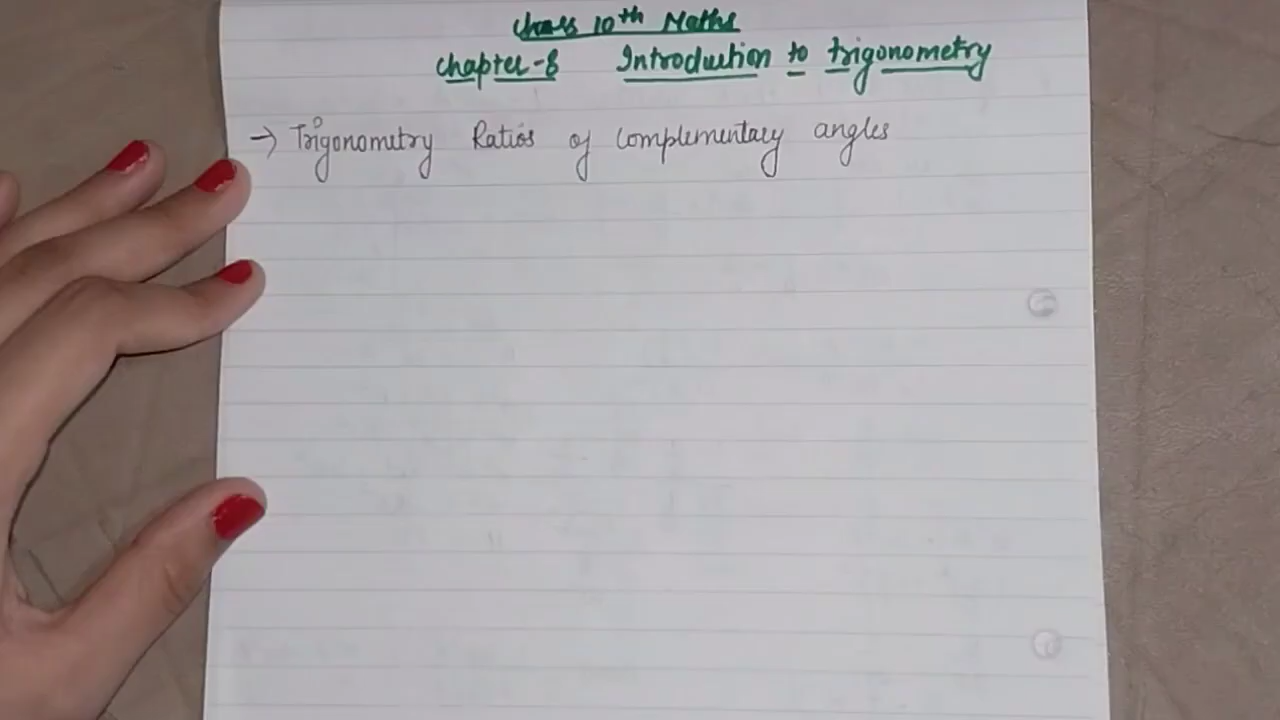 Class 10th Maths
Chapter-8 Introduction to trigonometry
→ Trigonometry Ratios of Complementary angles